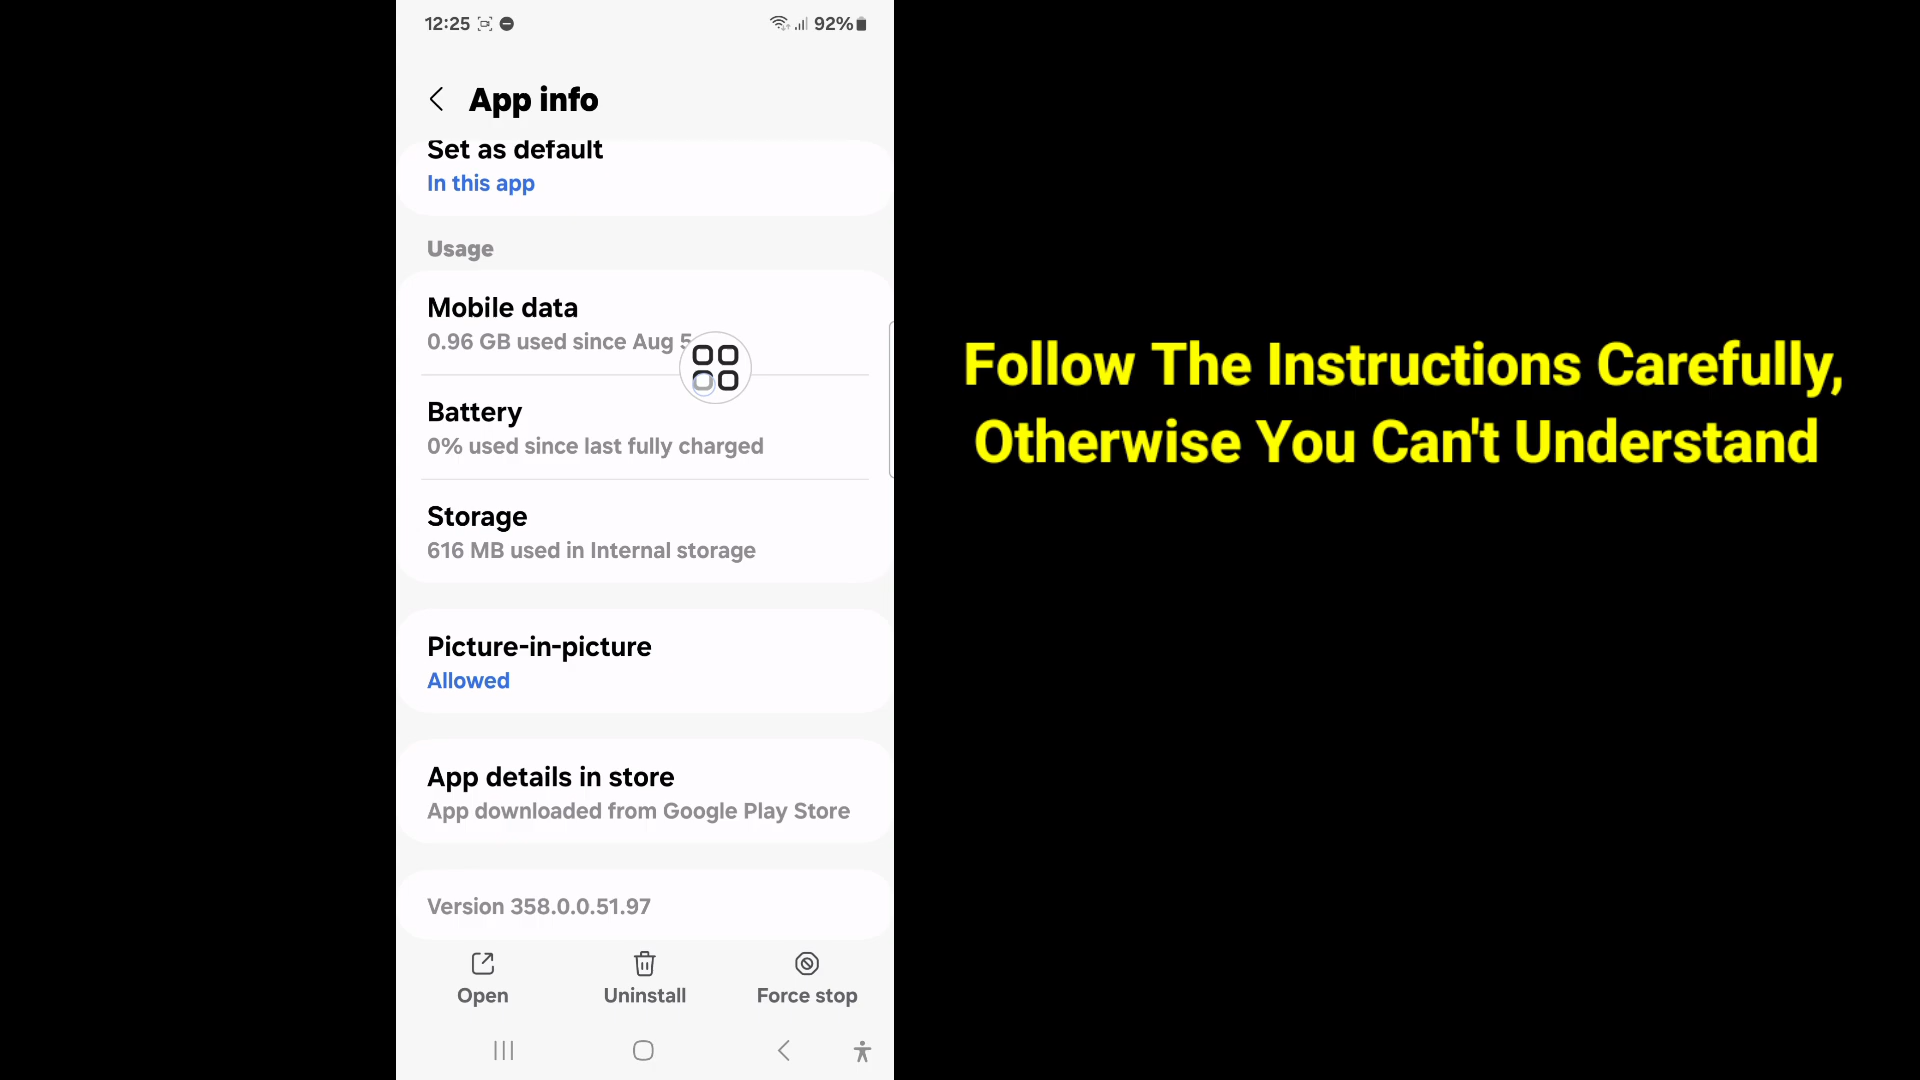 12:25
92%
App info
Set as default
In this app
Usage
Mobile data
0.96 GB used since Aug 5
Battery
0% used since last fully charged
Storage
616 MB used in Internal storage
Picture-in-picture
Allowed
App details in store
App downloaded from Google Play Store
Version 358.0.0.51.97
Open
Uninstall
Force stop
Follow The Instructions Carefully,
Otherwise You Can't Understand